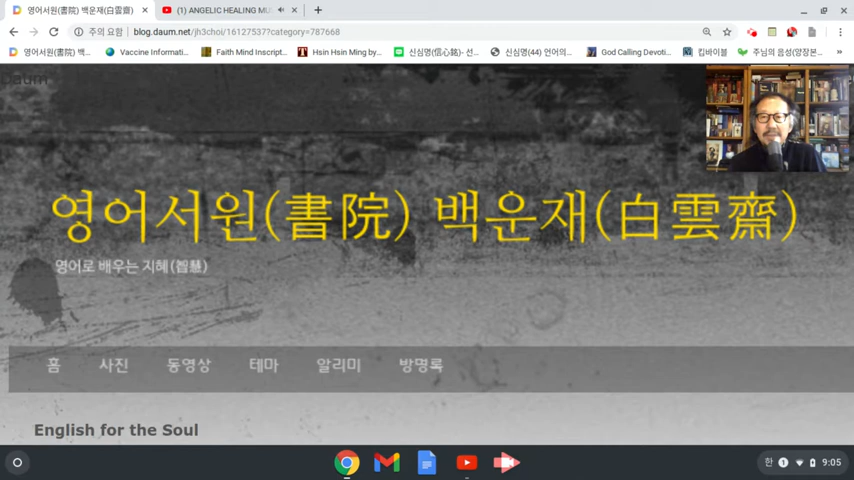 영어서원(書院) 백운재(白雲齋)
(1) ANGELIC HEALING MU
주의 요함
blog.daum.net/jh3choi/16127537?category=787668
영어서원(書院) 백...
Vaccine Informati...
Faith Mind Inscript...
Hsin Hsin Ming by...
신심명(信心銘)- 선...
신심명(44) 언어의...
God Calling Devoti...
킹바이블
주님의 음성(양장본...
»
Daum
영어서원(書院) 백운재(白雲齋)
영어로 배우는 지혜(智慧)
홈 사진 동영상 테마 알리미 방명록
English for the Soul
한 1 9:05